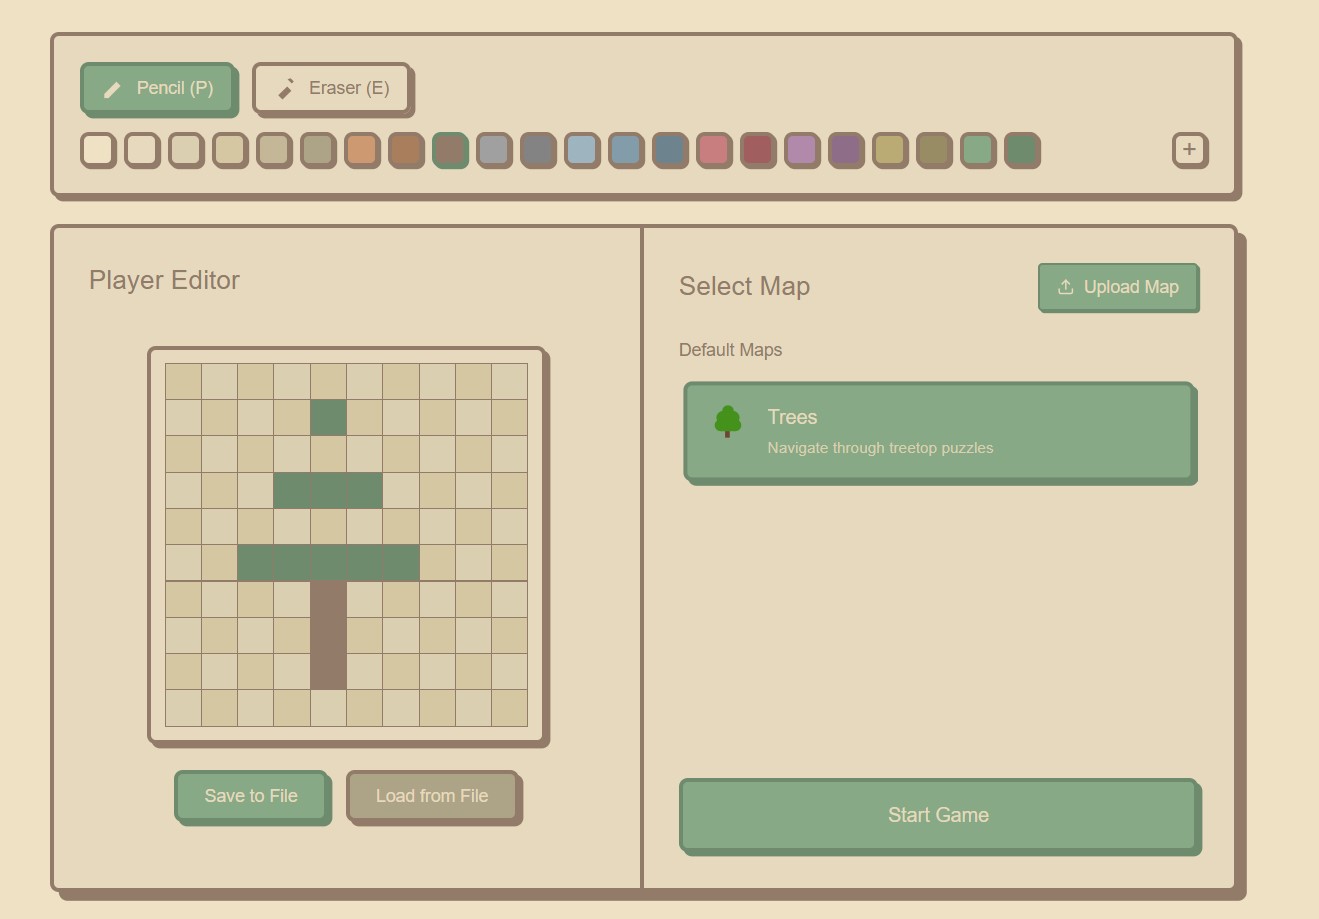 Pencil (P)
Eraser (E)
+
Player Editor
Select Map
Upload Map
Default Maps
Trees
Navigate through treetop puzzles
Save to File
Load from File
Start Game